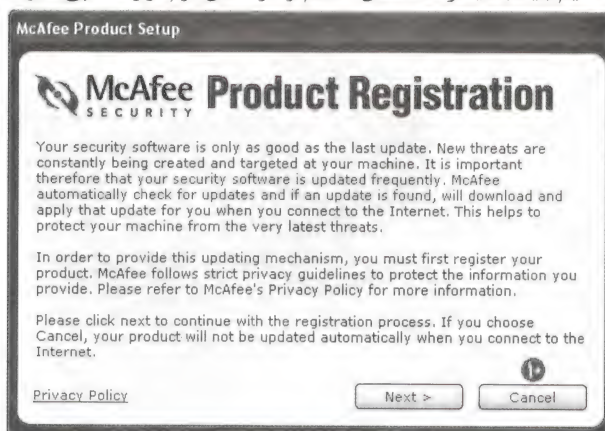 McAfee Product Setup
McAfee Product Registration
SECURITY
Your security software is only as good as the last update. New threats are
constantly being created and targeted at your machine. It is important
therefore that your security software is updated frequently. McAfee
automatically check for updates and if an update is found, will download and
apply that update for you when you connect to the Internet. This helps to
protect your machine from the very latest threats.
In order to provide this updating mechanism, you must first register your
product. McAfee follows strict privacy guidelines to protect the information you
provide. Please refer to McAfee's Privacy Policy for more information.
Please click next to continue with the registration process. If you choose
Cancel, your product will not be updated automatically when you connect to the
Internet.
Privacy Policy
Next >
Cancel